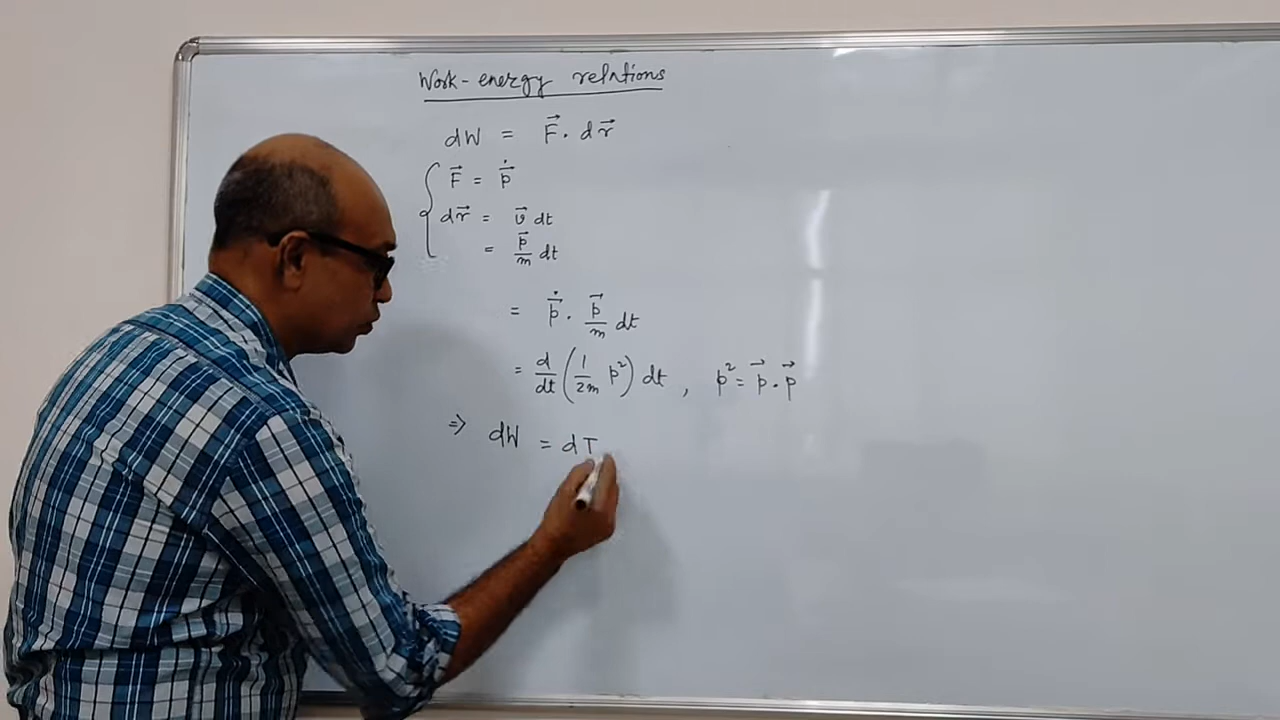 Work-energy relations
dW = F⃗ . dr⃗
{ F⃗ = ṗ⃗
dr⃗ = v⃗ dt
= p⃗/m dt
= ṗ⃗ . p⃗/m dt
= d/dt (1/2m p²) dt , p² = p⃗ . p⃗
⇒ dW = dT